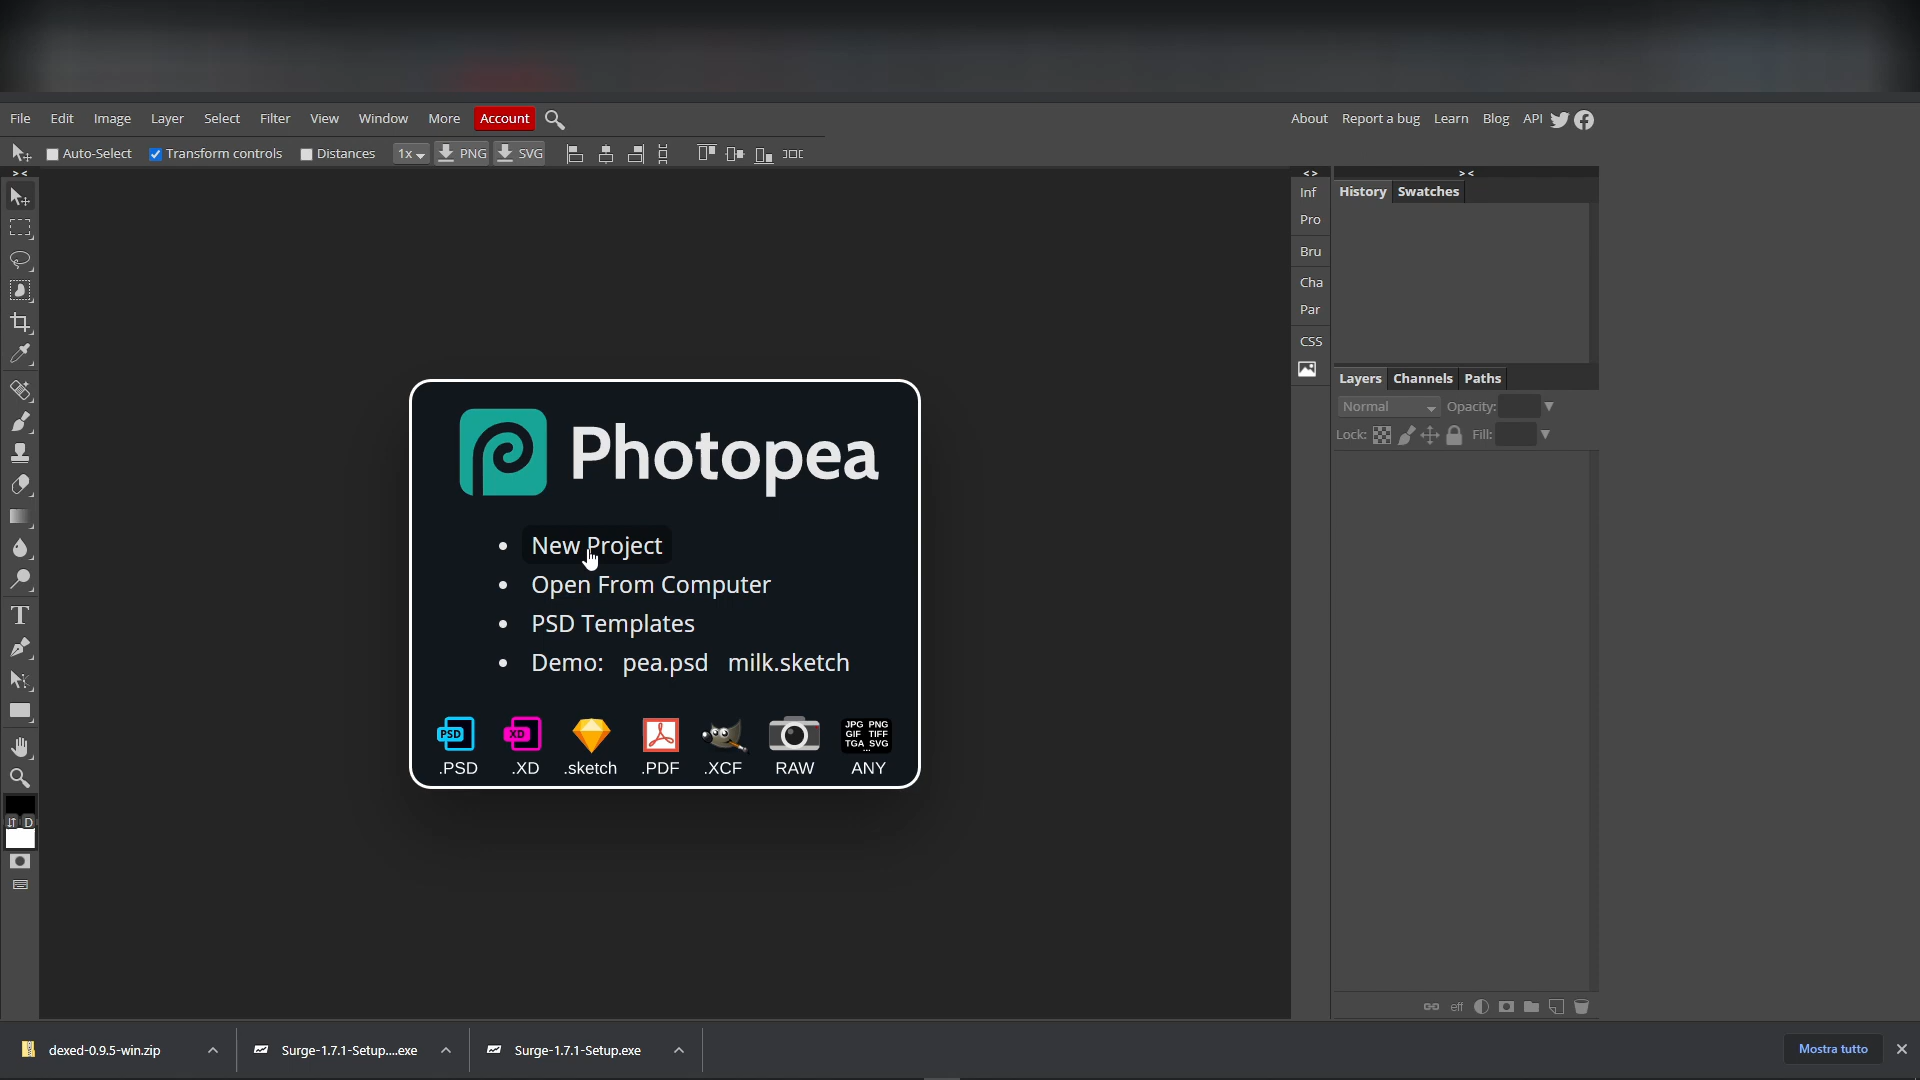 File Edit Image Layer Select Filter View Window More Account About Report a bug Learn Blog API
Auto-Select Transform controls Distances 1x PNG SVG
> < < > > <
Inf
Pro
Bru
Cha
Par
CSS
History Swatches
Layers Channels Paths
Normal Opacity:
Lock: Fill:
Photopea
• New Project
• Open From Computer
• PSD Templates
• Demo: pea.psd milk.sketch
PSD XD JPG PNG
GIF TIFF
TGA SVG
...
.PSD .XD .sketch .PDF .XCF RAW ANY
T
D
eff
dexed-0.9.5-win.zip Surge-1.7.1-Setup....exe Surge-1.7.1-Setup.exe Mostra tutto